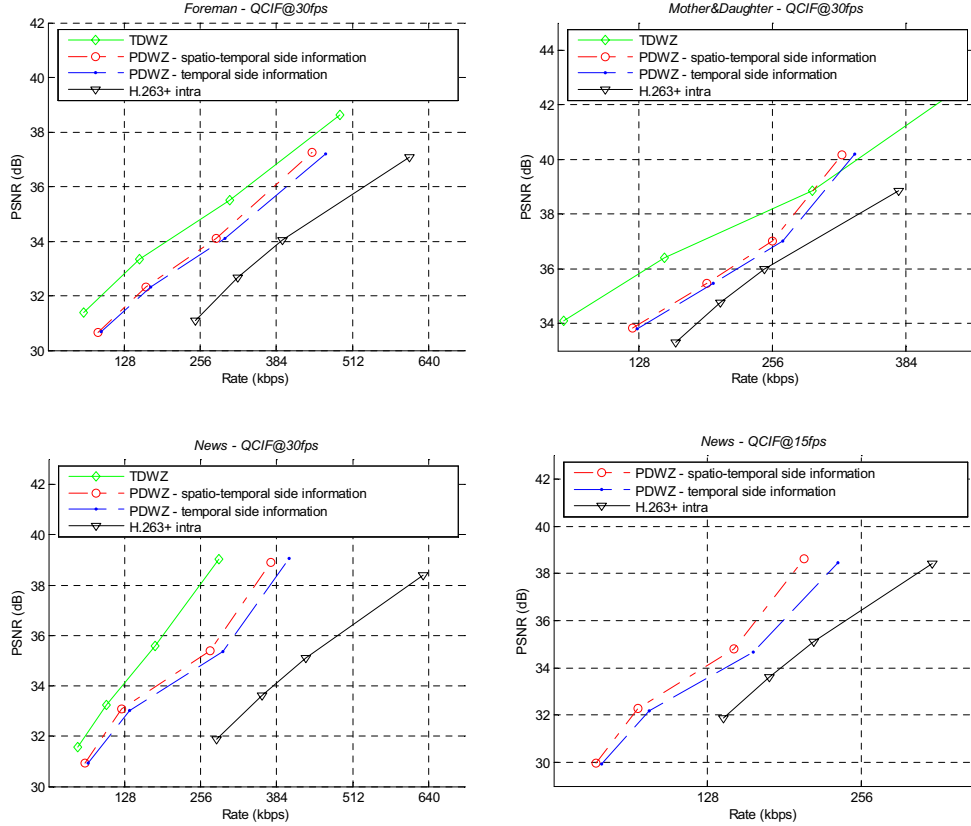 Foreman - QCIF@30fps
42
40
38
36
34
32
30
128
256
384
512
640
PSNR (dB)
Rate (kbps)
TDWZ
PDWZ - spatio-temporal side information
PDWZ - temporal side information
H.263+ intra
Mother&Daughter - QCIF@30fps
44
42
40
38
36
34
128
256
384
PSNR (dB)
Rate (kbps)
TDWZ
PDWZ - spatio-temporal side information
PDWZ - temporal side information
H.263+ intra
News - QCIF@30fps
42
40
38
36
34
32
30
128
256
384
512
640
PSNR (dB)
Rate (kbps)
TDWZ
PDWZ - spatio-temporal side information
PDWZ - temporal side information
H.263+ intra
News - QCIF@15fps
42
40
38
36
34
32
30
128
256
PSNR (dB)
Rate (kbps)
PDWZ - spatio-temporal side information
PDWZ - temporal side information
H.263+ intra